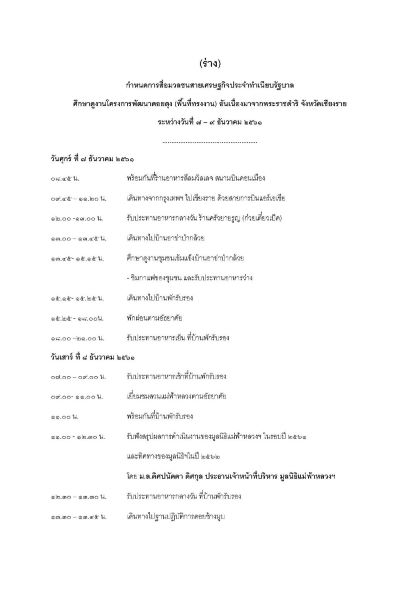 (ร่าง)
กำหนดการสื่อมวลชนสายเศรษฐกิจประจำทำเนียบรัฐบาล
ศึกษาดูงานโครงการพัฒนาดอยตุง (พื้นที่ทรงงาน) อันเนื่องมาจากพระราชดำริ จังหวัดเชียงราย
ระหว่างวันที่ ๗ – ๙ ธันวาคม ๒๕๖๑
วันศุกร์ ที่ ๗ ธันวาคม ๒๕๖๑
๐๘.๔๕ น. พร้อมกันที่ร้านอาหารสีลมวิลเลจ สนามบินดอนเมือง
๐๙.๔๕ – ๑๑.๒๐ น. เดินทางจากกรุงเทพฯ ไปเชียงราย ด้วยสายการบินแอร์เอเชีย
๑๒.๐๐ -๑๓.๐๐ น. รับประทานอาหารกลางวัน ร้านครัวยายรูญ (ก๋วยเตี๋ยวเป็ด)
๑๓.๐๐ – ๑๓.๔๕ น. เดินทางไปบ้านอาข่าป่ากล้วย
๑๓.๔๕- ๑๕.๑๕ น. ศึกษาดูงานชุมชนเข้มแข็งบ้านอาข่าป่ากล้วย
- ชิมกาแฟของชุมชน และรับประทานอาหารว่าง
๑๕.๑๕- ๑๕.๒๕ น. เดินทางไปบ้านพักรับรอง
๑๕.๒๕ - ๑๘.๐๐น. พักผ่อนตามอัธยาศัย
๑๘.๐๐ –๒๑.๐๐ น. รับประทานอาหารเย็น ที่บ้านพักรับรอง
วันเสาร์ ที่ ๘ ธันวาคม ๒๕๖๑
๐๗.๐๐ – ๐๙.๐๐ น. รับประทานอาหารเช้าที่บ้านพักรับรอง
๐๙.๐๐- ๑๑.๐๐ น. เยี่ยมชมสวนแม่ฟ้าหลวงตามอัธยาศัย
๑๑.๐๐ น. พร้อมกันที่บ้านพักรับรอง
๑๑.๐๐ - ๑๒.๓๐ น. รับฟังสรุปผลการดำเนินงานของมูลนิธิแม่ฟ้าหลวงฯ ในรอบปี ๒๕๖๑
และทิศทางของมูลนิธิฯในปี ๒๕๖๒
โดย ม.ล.ดิศปนัดดา ดิศกุล ประธานเจ้าหน้าที่บริหาร มูลนิธิแม่ฟ้าหลวงฯ
๑๒.๓๐ – ๑๓.๓๐ น. รับประทานอาหารกลางวัน ที่บ้านพักรับรอง
๑๓.๓๐ – ๑๓.๔๕ น. เดินทางไปฐานปฏิบัติการดอยช้างมูบ